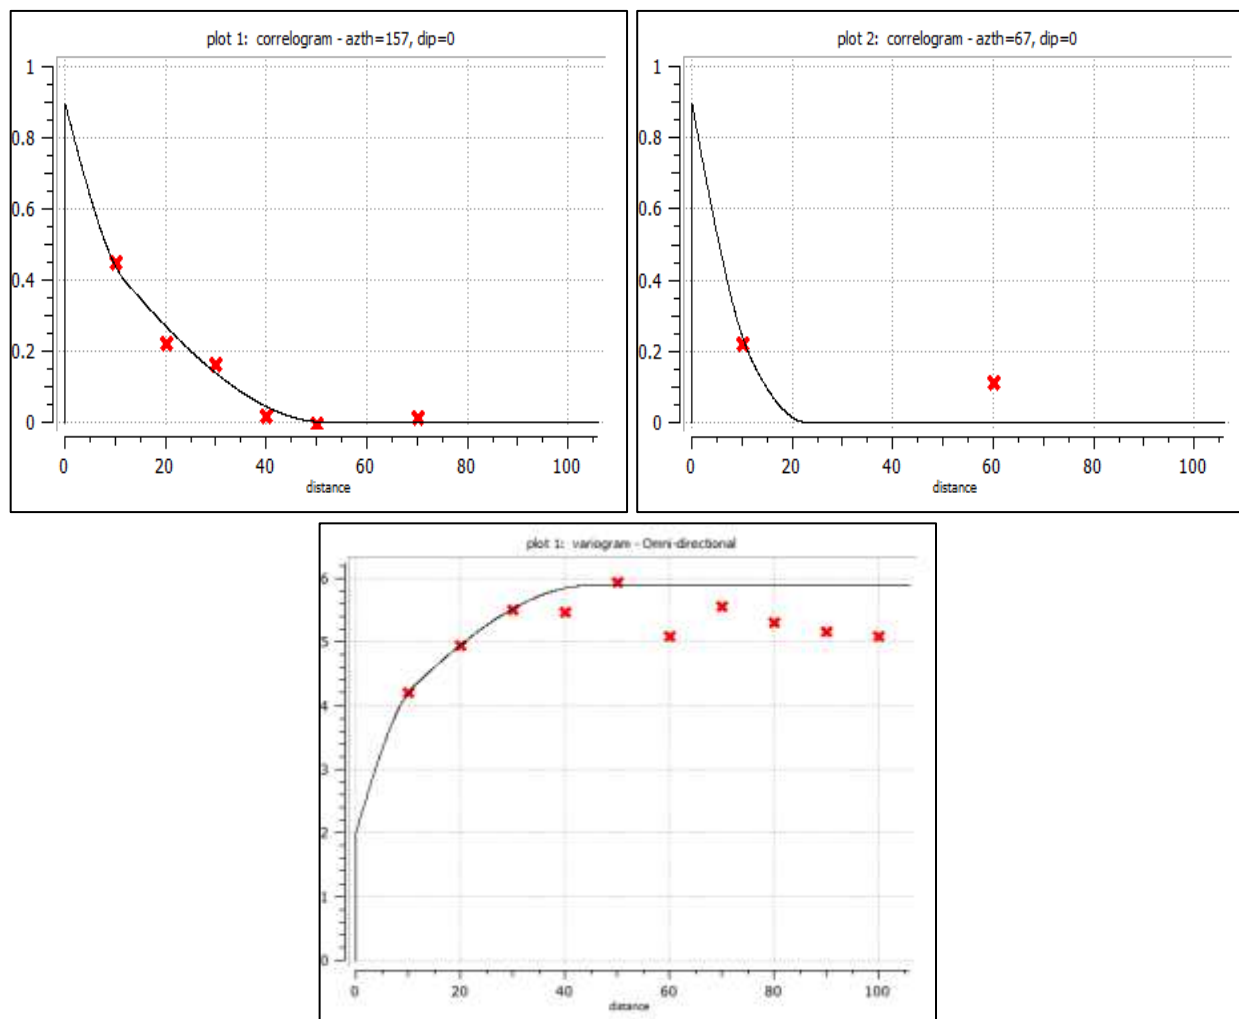 plot 1: correlogram - azth=157, dip=0
1
0.8
0.6
0.4
0.2
0
0 20 40 60 80 100
distance
plot 2: correlogram - azth=67, dip=0
1
0.8
0.6
0.4
0.2
0
0 20 40 60 80 100
distance
plot 1: variogram - Omni-directional
6
5
4
3
2
1
0
0 20 40 60 80 100
distance